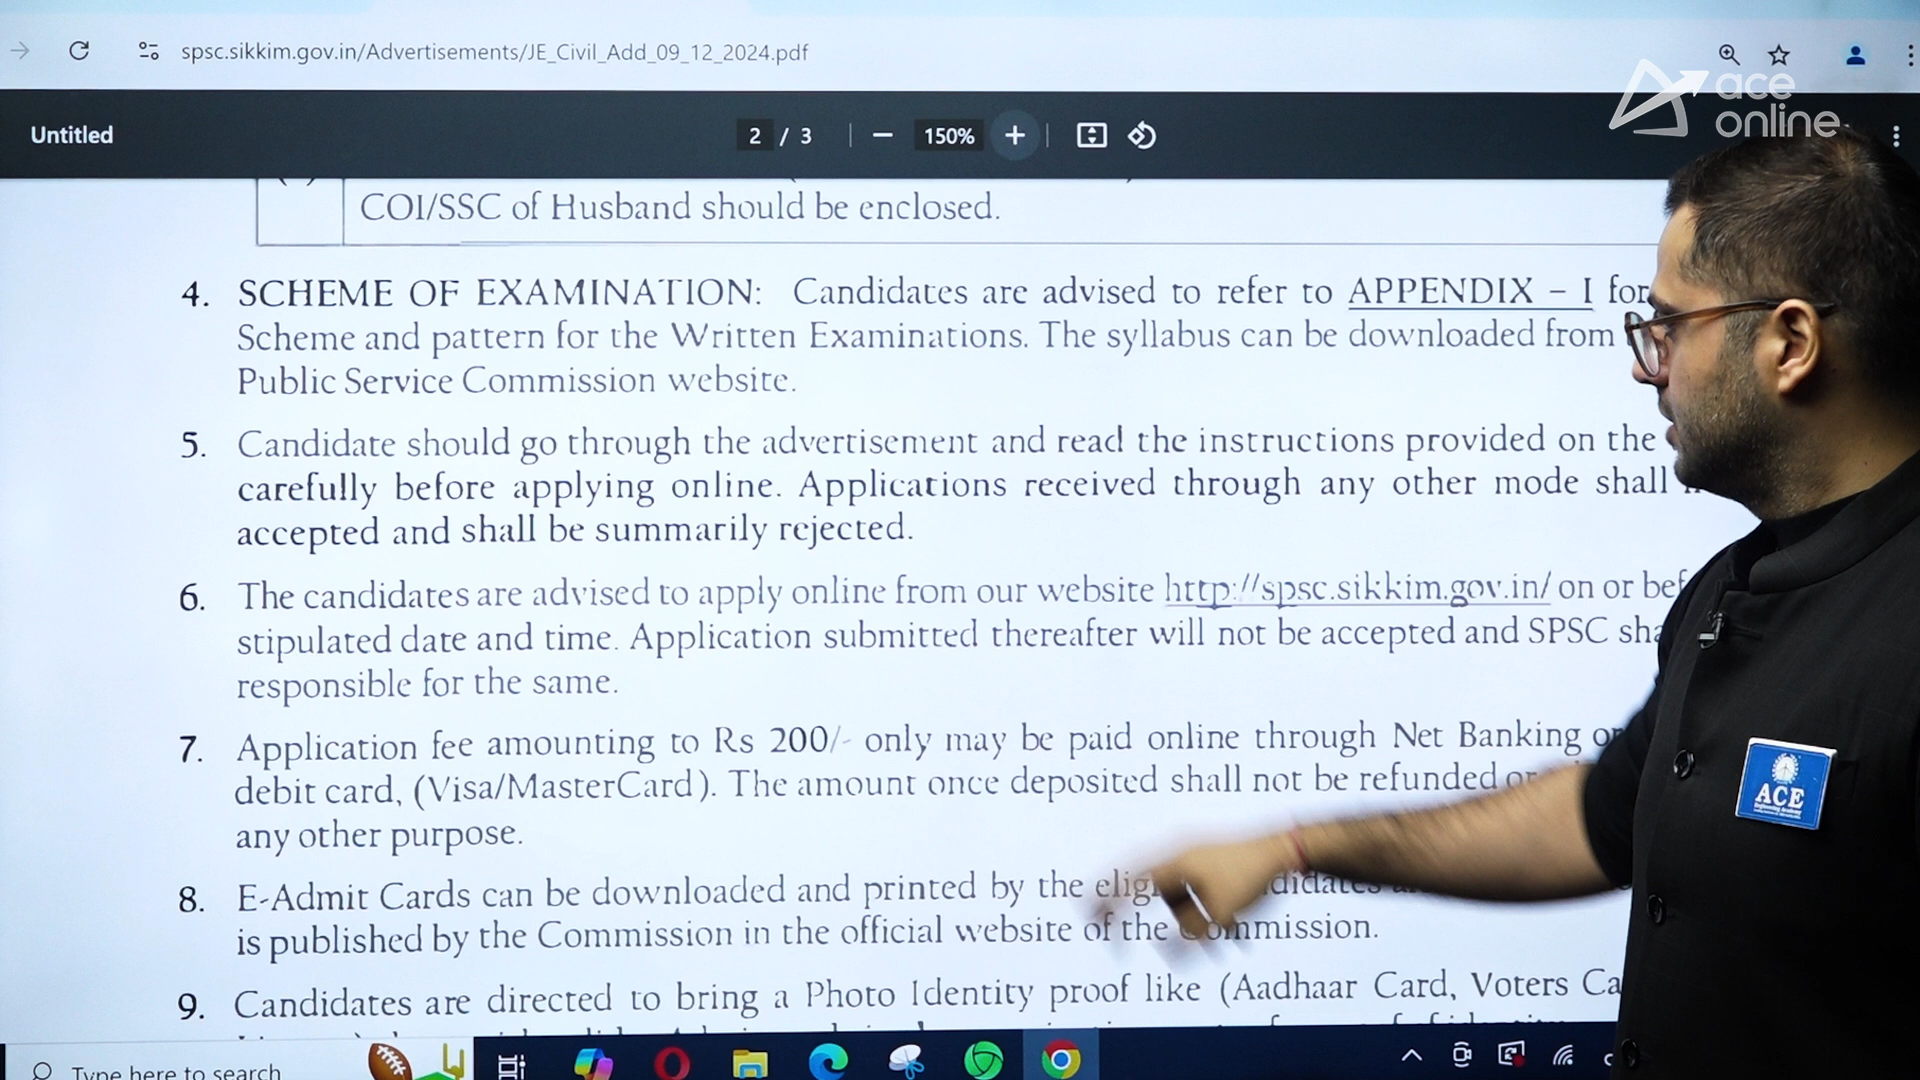 spsc.sikkim.gov.in/Advertisements/JE_Civil_Add_09_12_2024.pdf
ace
online
Untitled
2 / 3
150%
COI/SSC of Husband should be enclosed.
4. SCHEME OF EXAMINATION: Candidates are advised to refer to APPENDIX – I for
Scheme and pattern for the Written Examinations. The syllabus can be downloaded from
Public Service Commission website.
5. Candidate should go through the advertisement and read the instructions provided on the
carefully before applying online. Applications received through any other mode shall
accepted and shall be summarily rejected.
6. The candidates are advised to apply online from our website http://spsc.sikkim.gov.in/ on or bef
stipulated date and time. Application submitted thereafter will not be accepted and SPSC sha
responsible for the same.
7. Application fee amounting to Rs 200/- only may be paid online through Net Banking or
debit card, (Visa/MasterCard). The amount once deposited shall not be refunded or
any other purpose.
8. E-Admit Cards can be downloaded and printed by the elig didates
is published by the Commission in the official website of the Commission.
9. Candidates are directed to bring a Photo Identity proof like (Aadhaar Card, Voters Ca
ACE
Type here to search